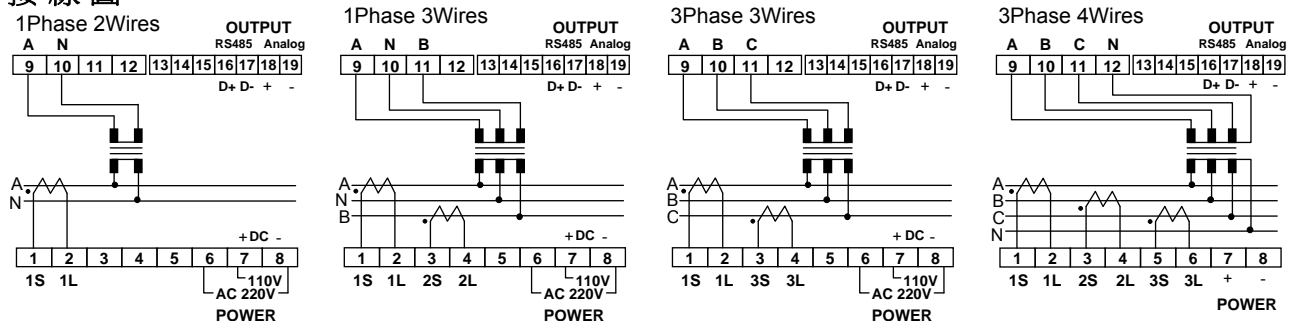 接線圖
1Phase 2Wires
OUTPUT
A N RS485 Analog
9 10 11 12 13 14 15 16 17 18 19
D+ D- + -
A
N
+ DC -
1 2 3 4 5 6 7 8
1S 1L 110V
AC 220V
POWER
1Phase 3Wires
OUTPUT
A N B RS485 Analog
9 10 11 12 13 14 15 16 17 18 19
D+ D- + -
A
N
B
+ DC -
1 2 3 4 5 6 7 8
1S 1L 2S 2L 110V
AC 220V
POWER
3Phase 3Wires
OUTPUT
A B C RS485 Analog
9 10 11 12 13 14 15 16 17 18 19
D+ D- + -
A
B
C
+ DC -
1 2 3 4 5 6 7 8
1S 1L 3S 3L 110V
AC 220V
POWER
3Phase 4Wires
OUTPUT
A B C N RS485 Analog
9 10 11 12 13 14 15 16 17 18 19
D+ D- + -
A
B
C
N
1 2 3 4 5 6 7 8
1S 1L 2S 2L 3S 3L + -
POWER